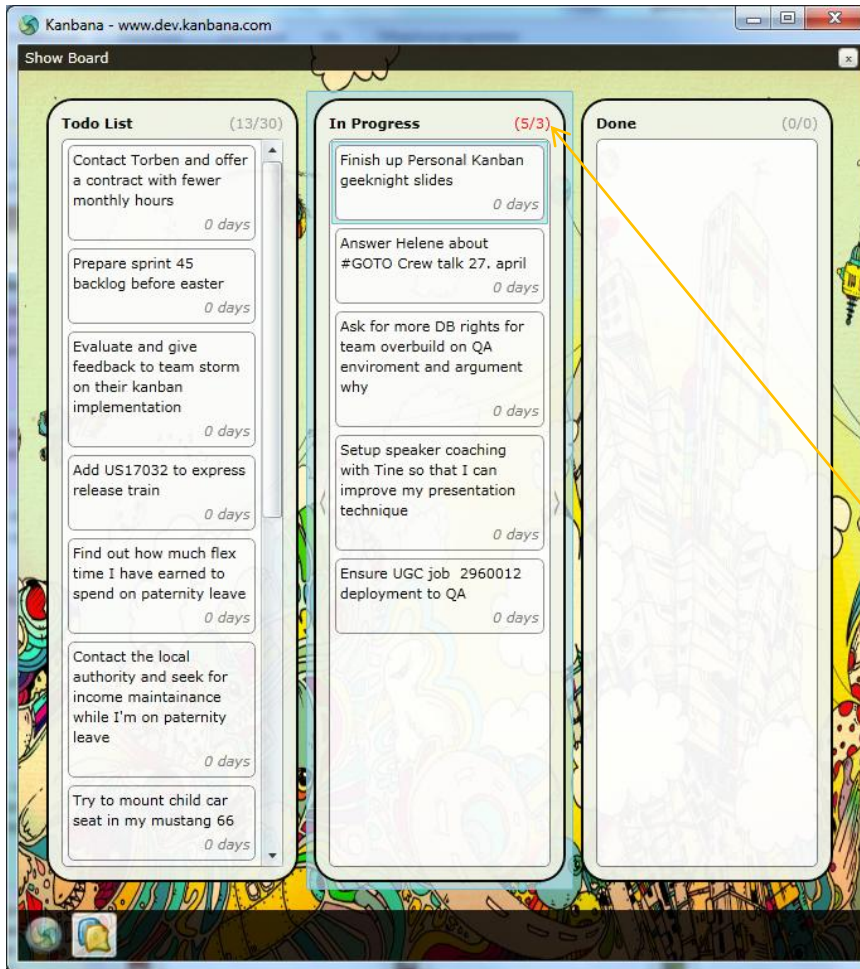 Kanbana - www.dev.kanbana.com
Show Board
x
Todo List (13/30)
Contact Torben and offer
a contract with fewer
monthly hours
0 days
Prepare sprint 45
backlog before easter
0 days
Evaluate and give
feedback to team storm
on their kanban
implementation
0 days
Add US17032 to express
release train
0 days
Find out how much flex
time I have earned to
spend on paternity leave
0 days
Contact the local
authority and seek for
income maintainance
while I'm on paternity
leave
0 days
Try to mount child car
seat in my mustang 66
0 days
In Progress (5/3)
Finish up Personal Kanban
geeknight slides
0 days
Answer Helene about
#GOTO Crew talk 27. april
0 days
Ask for more DB rights for
team overbuild on QA
enviroment and argument
why
0 days
Setup speaker coaching
with Tine so that I can
improve my presentation
technique
0 days
Ensure UGC job  2960012
deployment to QA
0 days
Done (0/0)